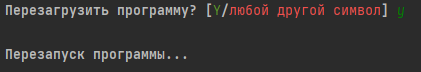 Перезагрузить программу? [Y/любой другой символ] y
Перезапуск программы...